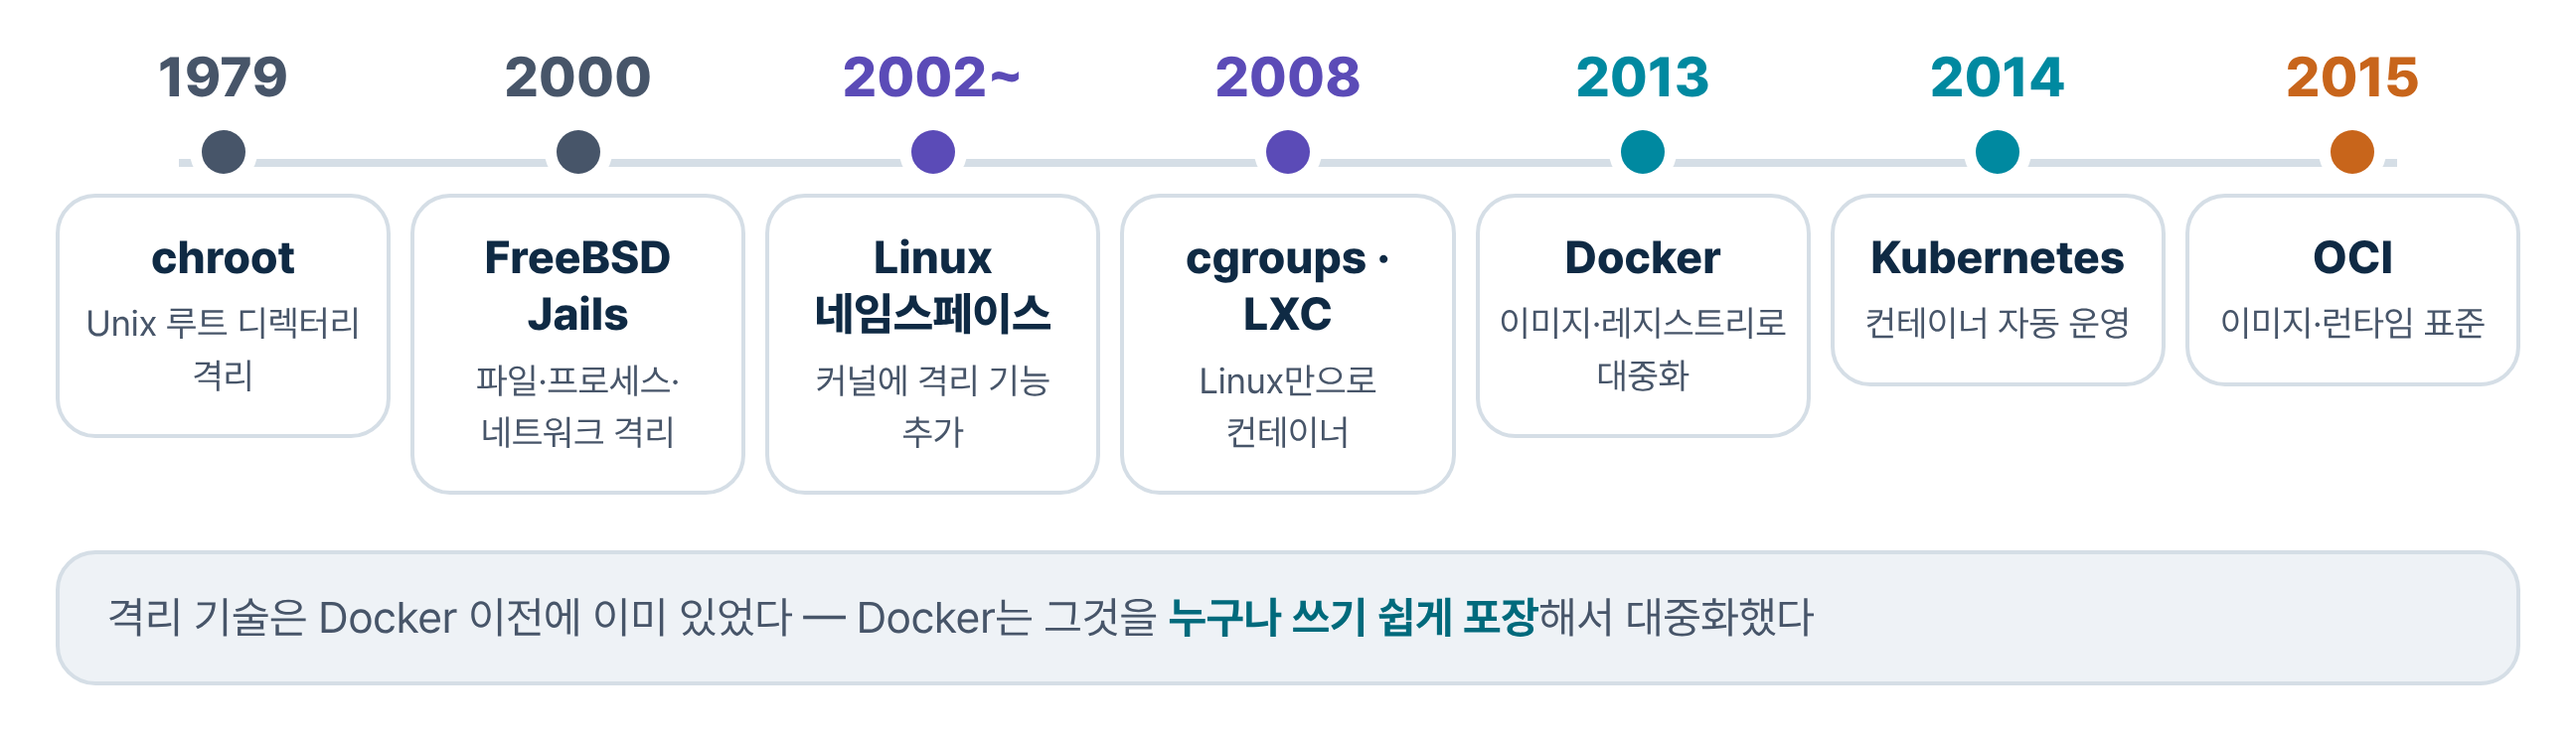 1979
chroot
Unix 루트 디렉터리
격리
2000
FreeBSD
Jails
파일·프로세스·
네트워크 격리
2002~
Linux
네임스페이스
커널에 격리 기능
추가
2008
cgroups ·
LXC
Linux만으로
컨테이너
2013
Docker
이미지·레지스트리로
대중화
2014
Kubernetes
컨테이너 자동 운영
2015
OCI
이미지·런타임 표준
격리 기술은 Docker 이전에 이미 있었다 — Docker는 그것을 누구나 쓰기 쉽게 포장해서 대중화했다